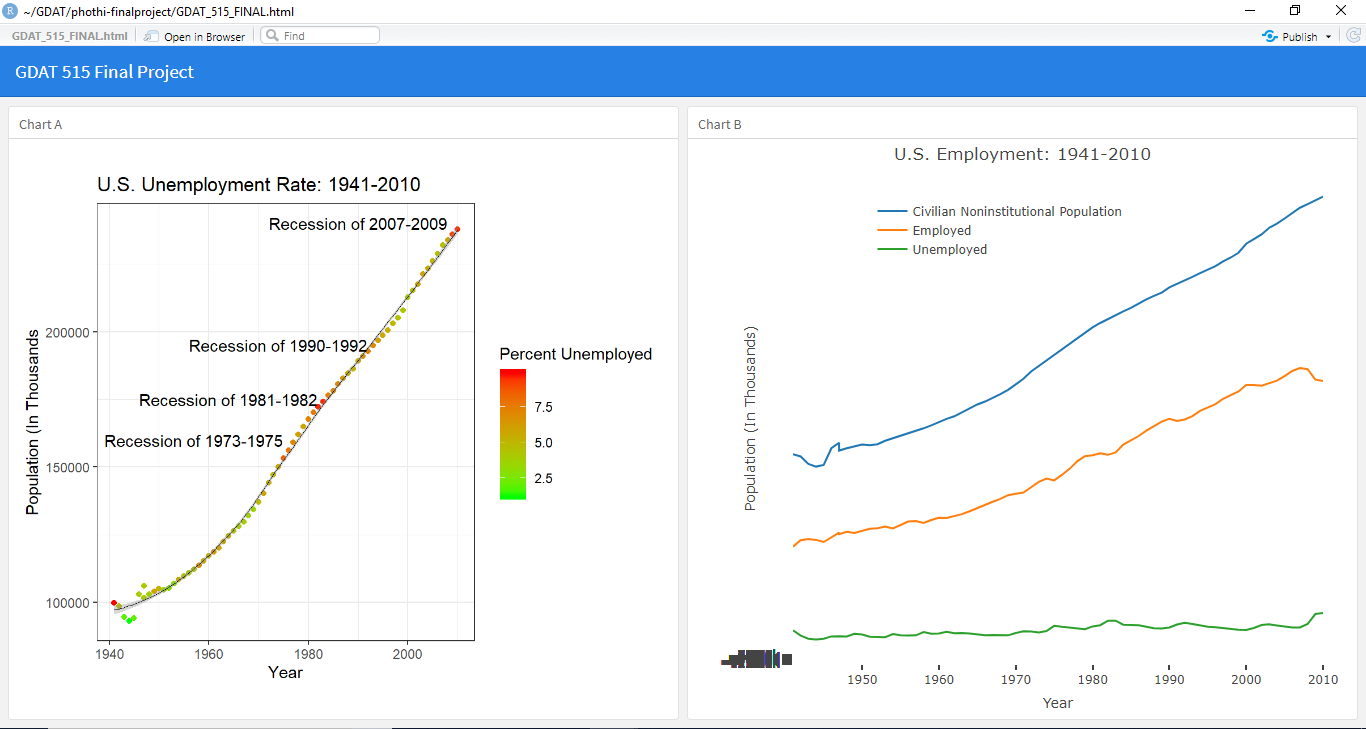 ~/GDAT/phothi-finalproject/GDAT_515_FINAL.html
GDAT_515_FINAL.html Open in Browser Find Publish
GDAT 515 Final Project
Chart A
U.S. Unemployment Rate: 1941-2010
Recession of 2007-2009
Recession of 1990-1992
Recession of 1981-1982
Recession of 1973-1975
200000
150000
100000
Population (In Thousands
1940 1960 1980 2000
Year
Percent Unemployed
7.5
5.0
2.5
Chart B
U.S. Employment: 1941-2010
Civilian Noninstitutional Population
Employed
Unemployed
Population (In Thousands)
1950 1960 1970 1980 1990 2000 2010
Year